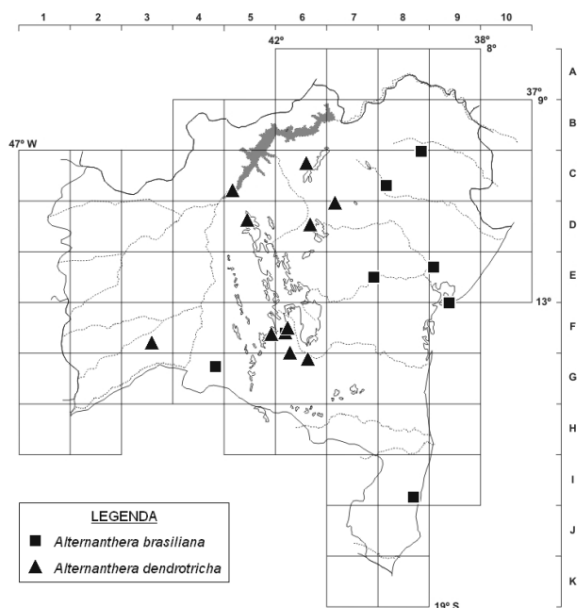 1 2 3 4 5 6 7 8 9 10
42° 38°
8°
A
37°
9°
B
47° W
C
D
E
13°
F
G
H
I
LEGENDA
Alternanthera brasiliana
Alternanthera dendrotricha
J
K
19° S